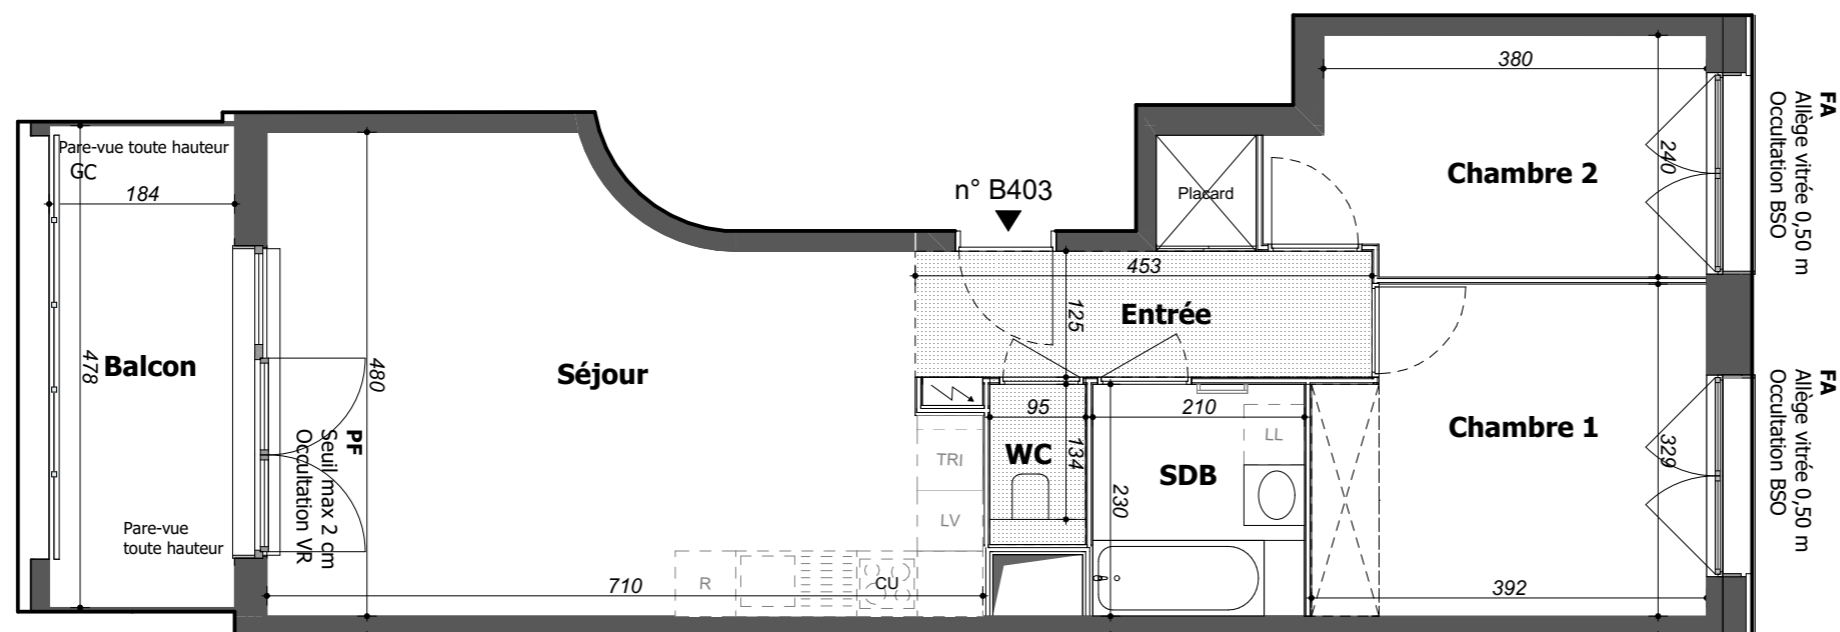 380
FA
Allège vitrée 0,50 m
Occultation BSO
Pare-vue toute hauteur
GC
184
n° B403
Placard
Chambre 2
240
453
Entrée
125
Balcon
478
Séjour
480
PF
Seuil max 2 cm
Occultation VR
95
210
LL
WC
134
SDB
230
TRI
LV
Chambre 1
329
FA
Allège vitrée 0,50 m
Occultation BSO
Pare-vue
toute hauteur
R
CU
710
392